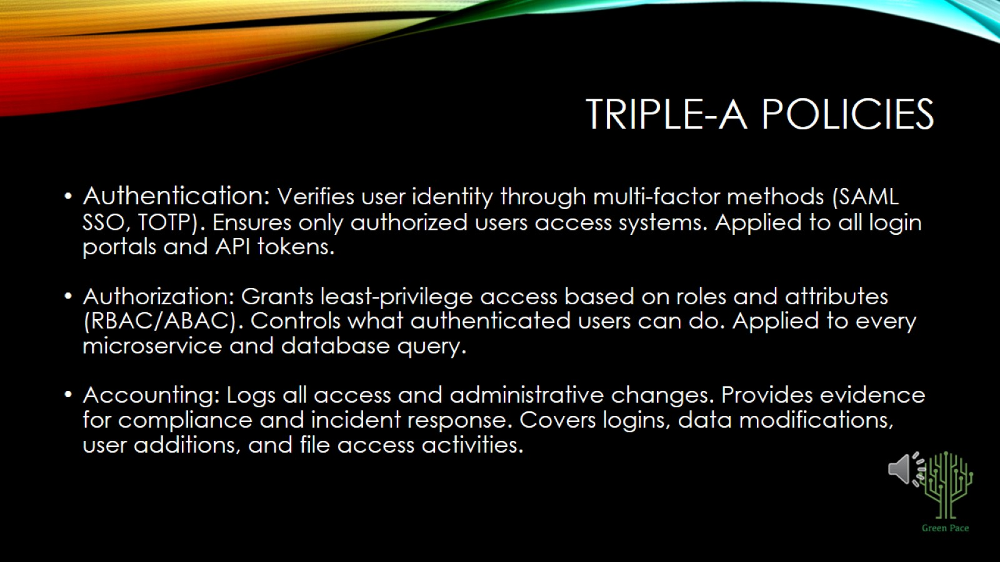 TRIPLE-A POLICIES
• Authentication: Verifies user identity through multi-factor methods (SAML
SSO, TOTP). Ensures only authorized users access systems. Applied to all login
portals and API tokens.
• Authorization: Grants least-privilege access based on roles and attributes
(RBAC/ABAC). Controls what authenticated users can do. Applied to every
microservice and database query.
• Accounting: Logs all access and administrative changes. Provides evidence
for compliance and incident response. Covers logins, data modifications,
user additions, and file access activities.
Green Pace